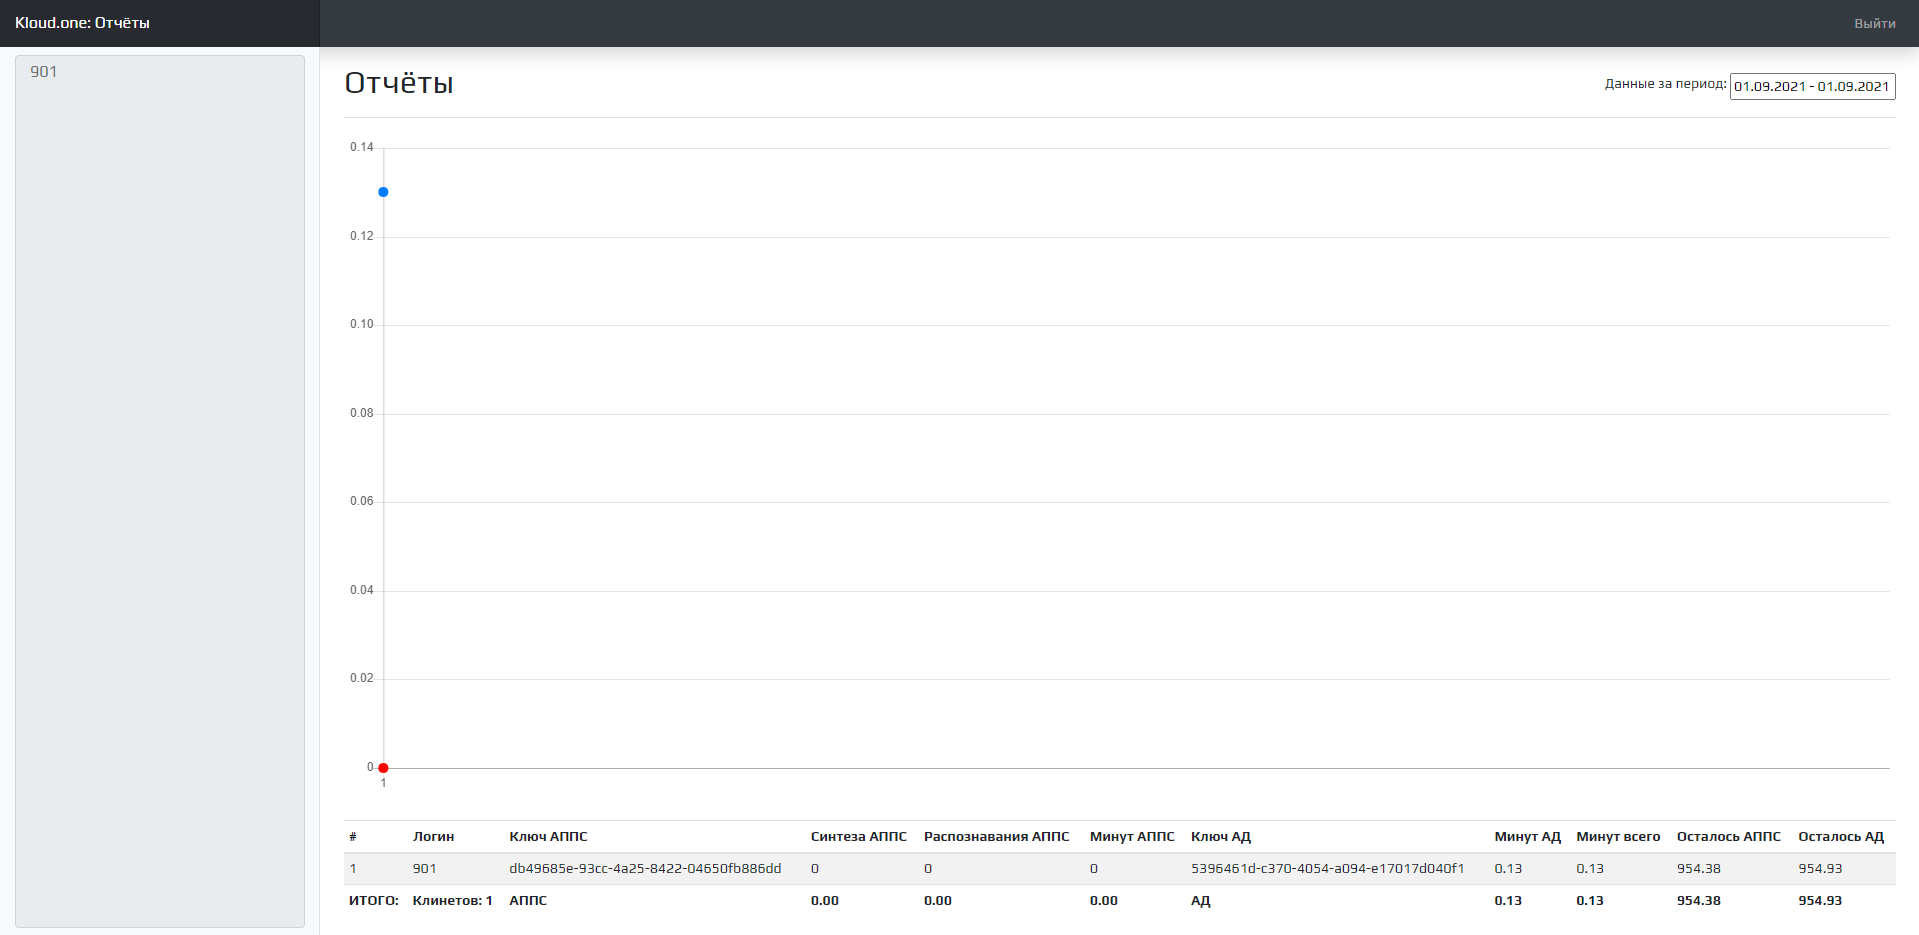 Kloud.one: Отчёты
Выйти
901
Отчёты
Данные за период: 01.09.2021 - 01.09.2021
0.14
0.12
0.10
0.08
0.06
0.04
0.02
0
1
# Логин Ключ АППС Синтеза АППС Распознавания АППС Минут АППС Ключ АД Минут АД Минут всего Осталось АППС Осталось АД
1 901 db49685e-93cc-4a25-8422-04650fb886dd 0 0 0 5396461d-c370-4054-a094-e17017d040f1 0.13 0.13 954.38 954.93
ИТОГО: Клинетов: 1 АППС 0.00 0.00 0.00 АД 0.13 0.13 954.38 954.93